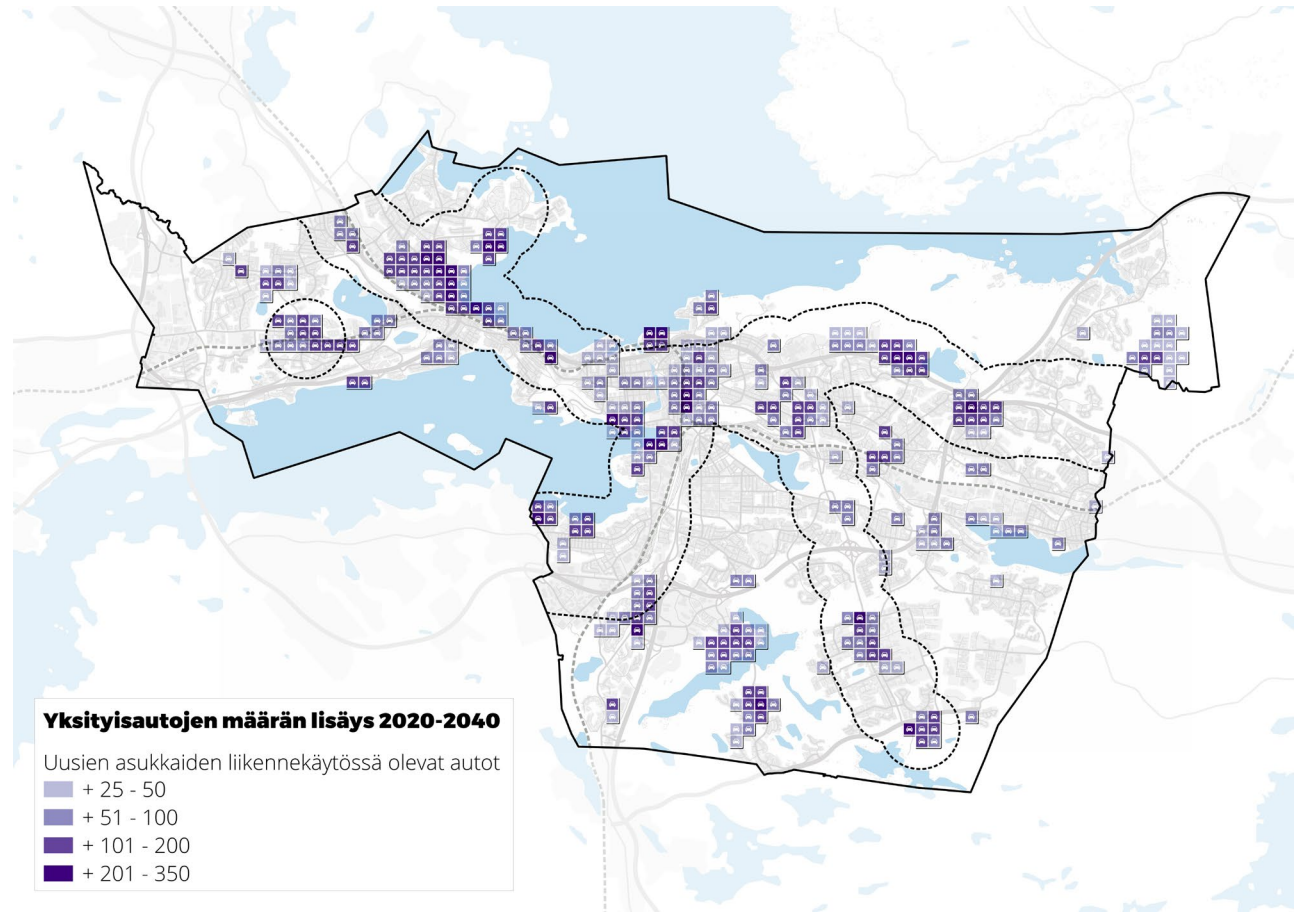 Yksityisautojen määrän lisäys 2020-2040
Uusien asukkaiden liikennekäytössä olevat autot
+ 25 - 50
+ 51 - 100
+ 101 - 200
+ 201 - 350